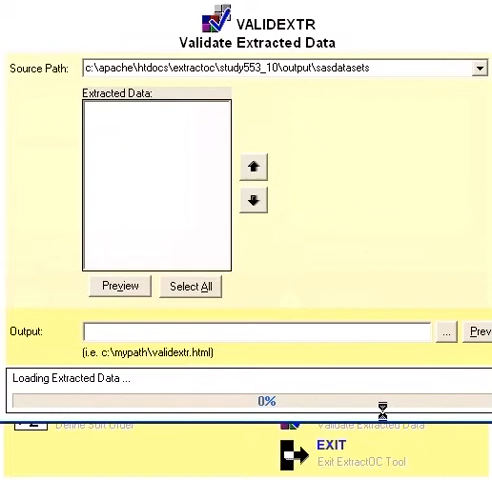 VALIDEXTR
Validate Extracted Data
Source Path: c:\apache\htdocs\extractoc\study553_10\output\sasdatasets
Extracted Data:
Preview Select All
Output: ... Prev
(i.e. c:\mypath\validextr.html)
Loading Extracted Data ...
0%
Define Sort Order Validate Extracted Data
EXIT
Exit ExtractOC Tool